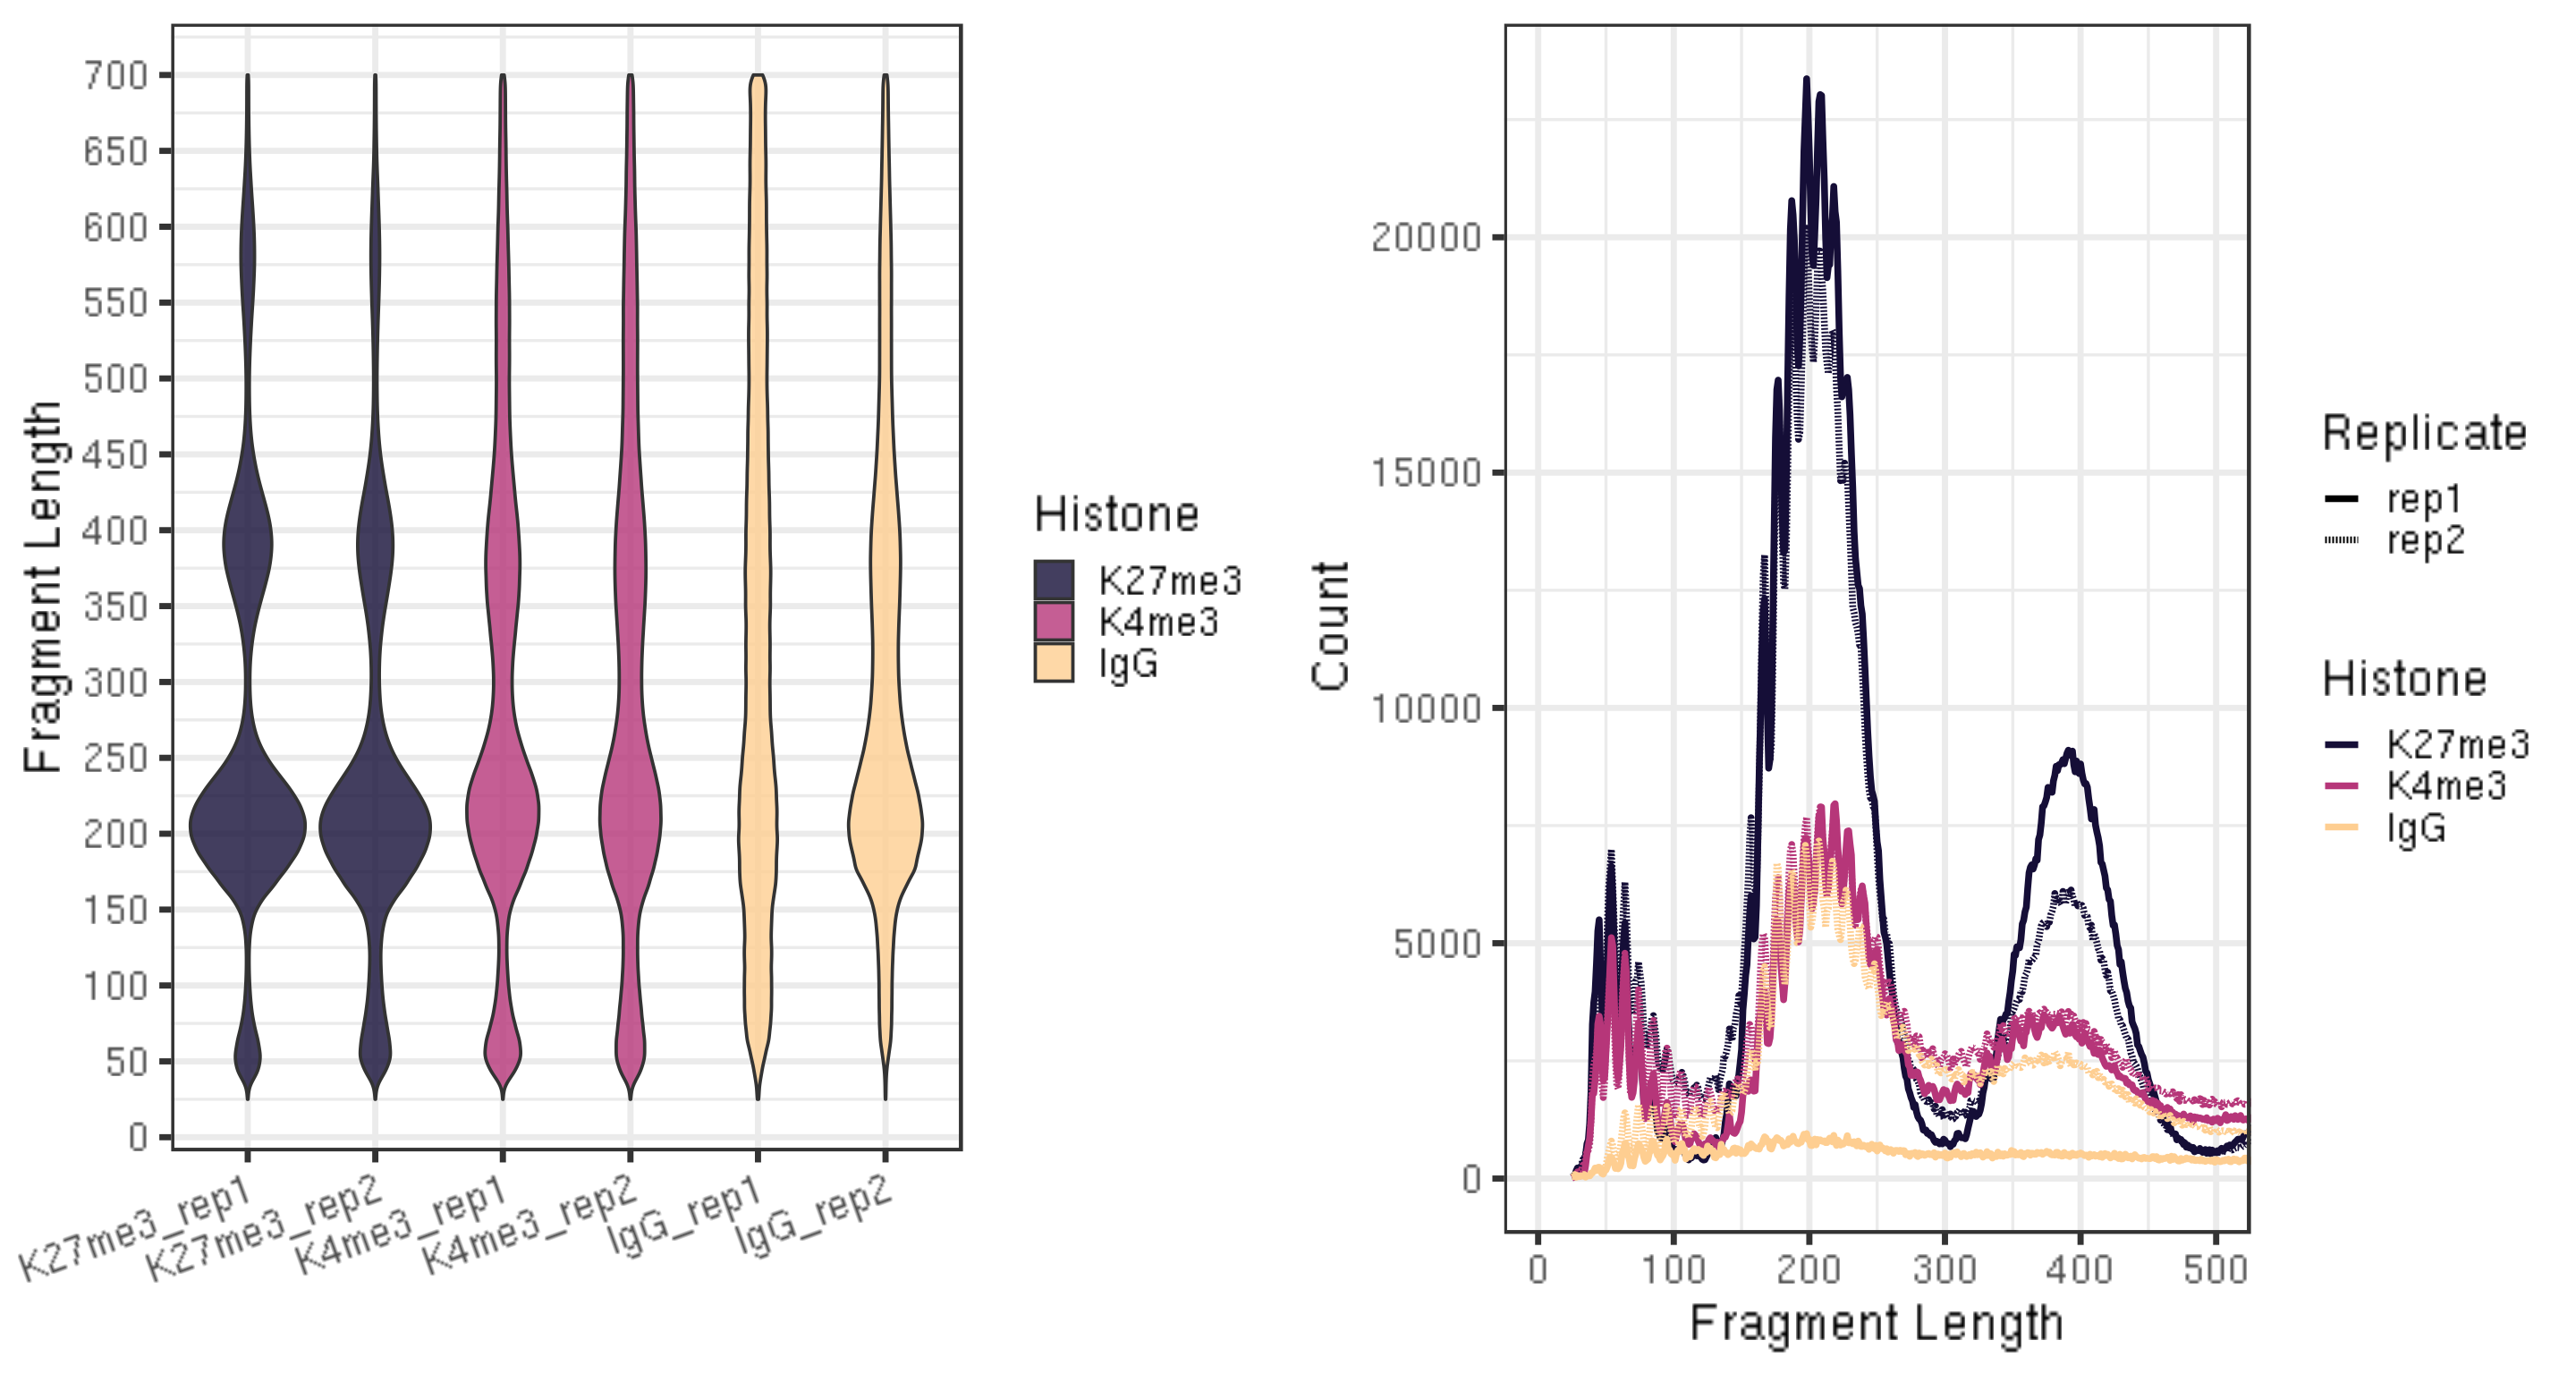 Fragment Length
700
650
600
550
500
450
400
350
300
250
200
150
100
50
0
K27me3_rep1
K27me3_rep2
K4me3_rep1
K4me3_rep2
IgG_rep1
IgG_rep2
Histone
K27me3
K4me3
IgG
Count
20000
15000
10000
5000
0
0 100 200 300 400 500
Fragment Length
Replicate
rep1
rep2
Histone
K27me3
K4me3
IgG